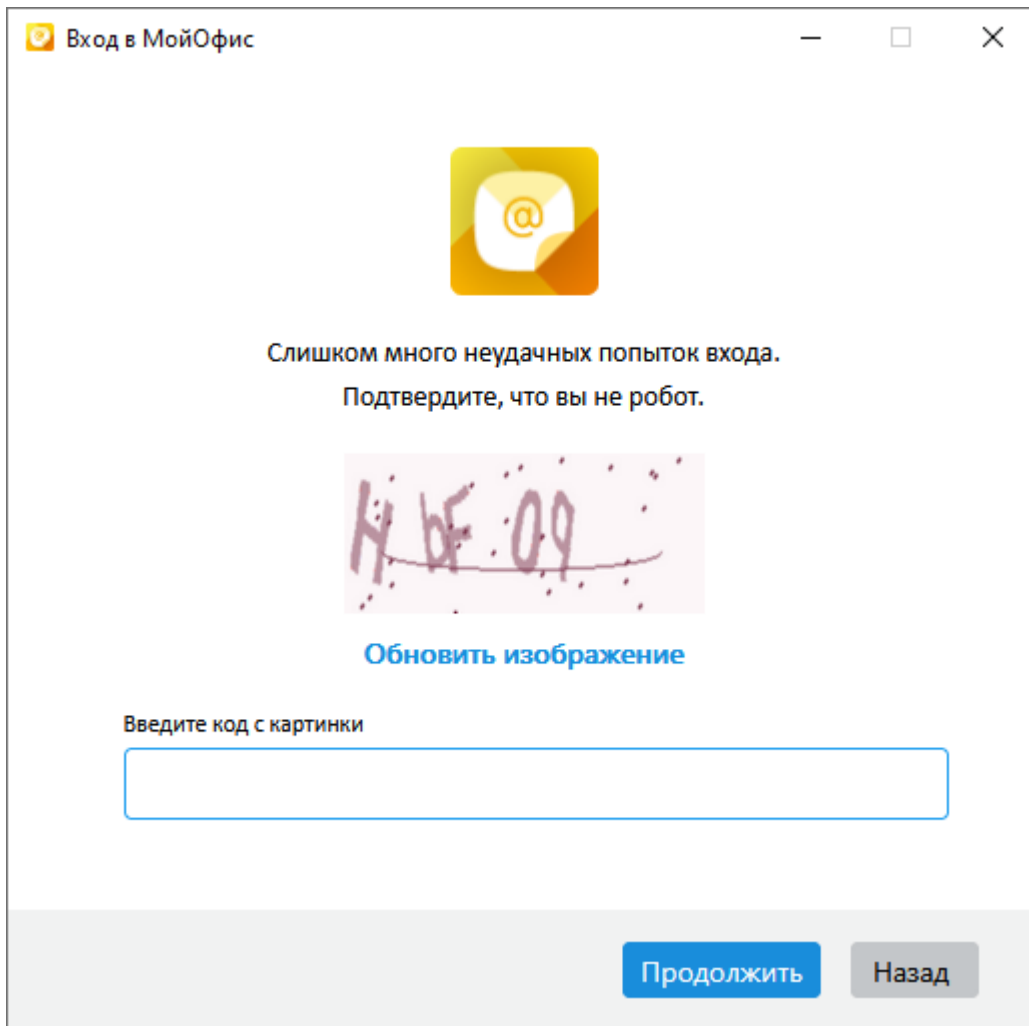 Вход в МойОфис
@
Слишком много неудачных попыток входа.
Подтвердите, что вы не робот.
Обновить изображение
Введите код с картинки
Продолжить
Назад